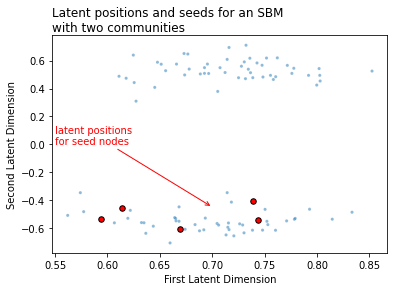 Latent positions and seeds for an SBM
with two communities
Second Latent Dimension
0.6
0.4
0.2
0.0
−0.2
−0.4
−0.6
latent positions
for seed nodes
0.55
0.60
0.65
0.70
0.75
0.80
0.85
First Latent Dimension